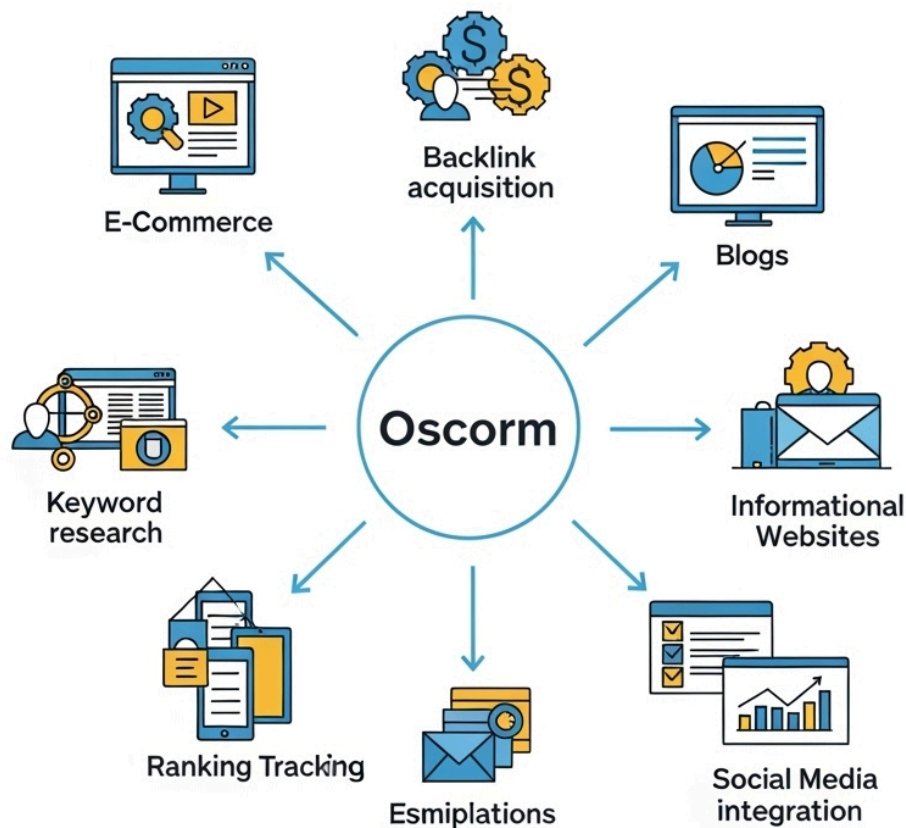 Backlink
acquisition
E-Commerce
Blogs
Oscorm
Keyword
research
Informational
Websites
Ranking Tracking
Esmiplations
Social Media
integration